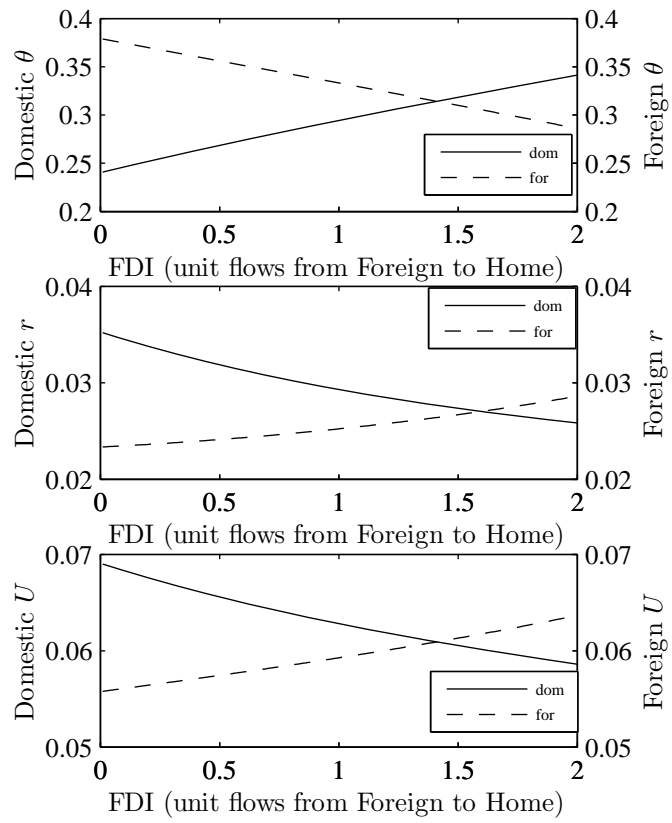 0.4
0.35
0.3
0.25
0.2
Domestic θ
0.4
0.35
0.3
0.25
0.2
Foreign θ
dom
for
0 0.5 1 1.5 2
FDI (unit flows from Foreign to Home)
0.04
0.03
0.02
Domestic r
0.04
0.03
0.02
Foreign r
dom
for
0 0.5 1 1.5 2
FDI (unit flows from Foreign to Home)
0.07
0.06
0.05
Domestic U
0.07
0.06
0.05
Foreign U
dom
for
0 0.5 1 1.5 2
FDI (unit flows from Foreign to Home)